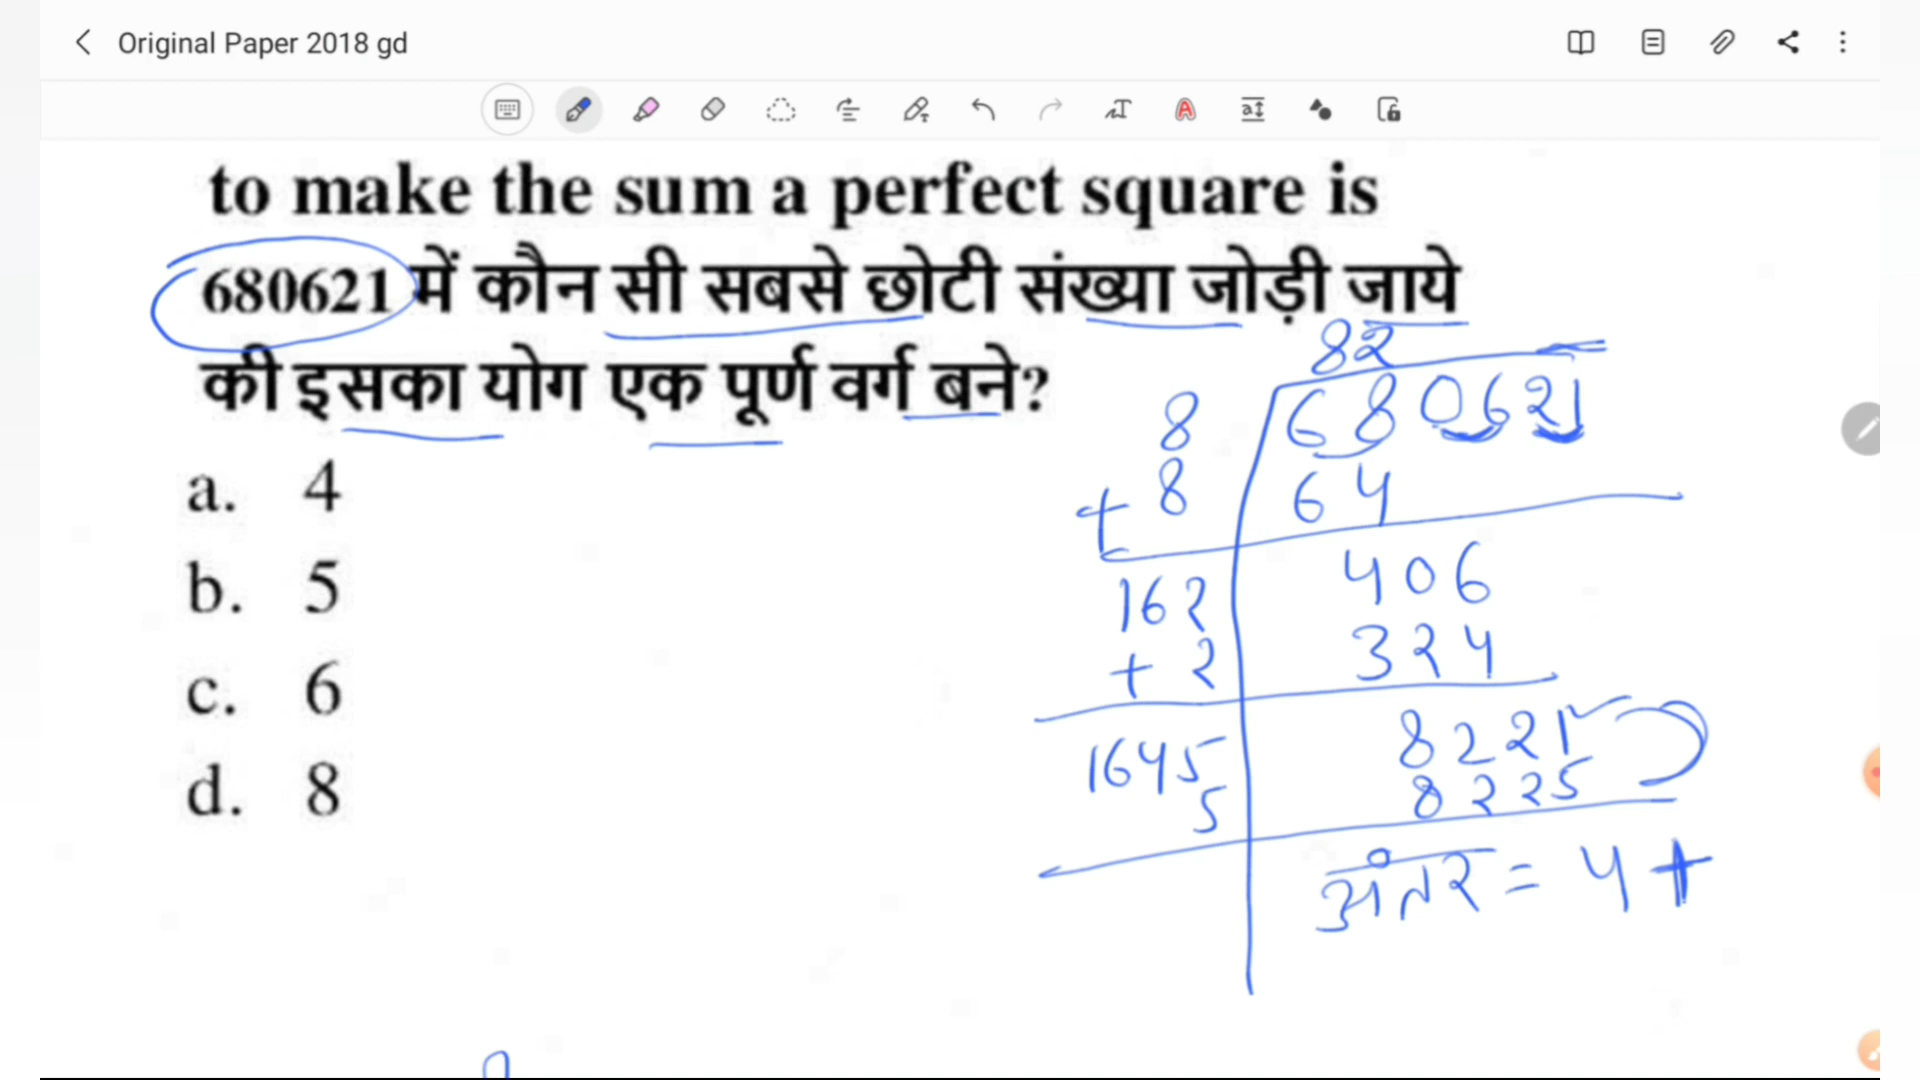 Original Paper 2018 gd
to make the sum a perfect square is
680621 में कौन सी सबसे छोटी संख्या जोड़ी जाये
की इसका योग एक पूर्ण वर्ग बने?
a. 4
b. 5
c. 6
d. 8
82
8 680621
+ 8 64
162 406
+ 2 324
1645 8221
5 8225
अंतर = 4 +